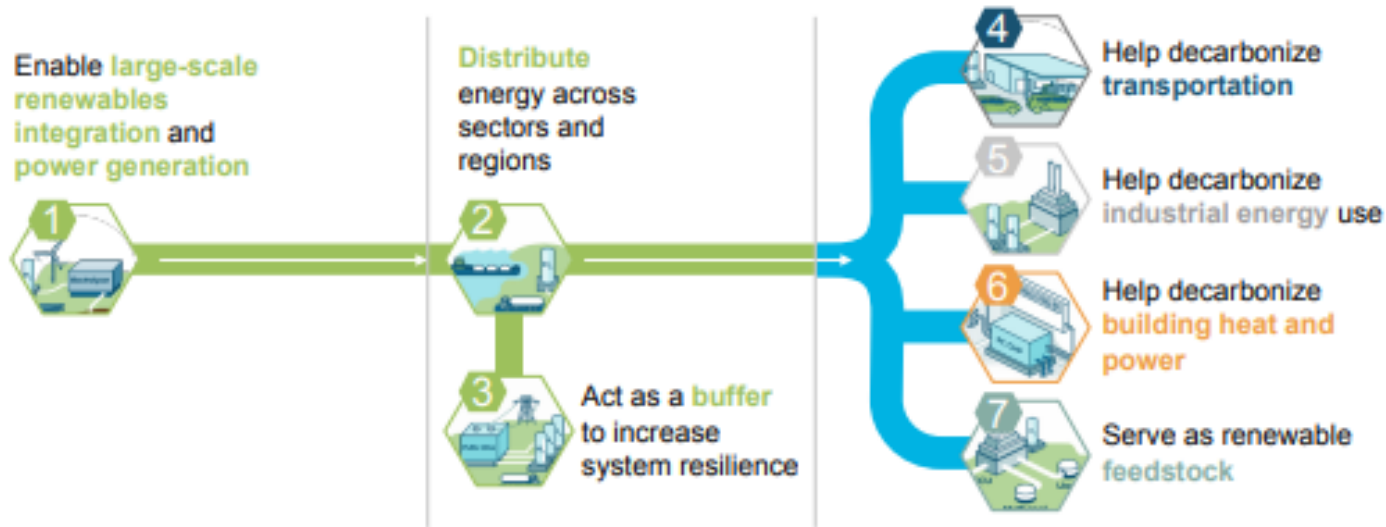 Enable large-scale
renewables
integration and
power generation
1
Distribute
energy across
sectors and
regions
2
3
Act as a buffer
to increase
system resilience
4
Help decarbonize
transportation
5
Help decarbonize
industrial energy use
6
Help decarbonize
building heat and
power
7
Serve as renewable
feedstock